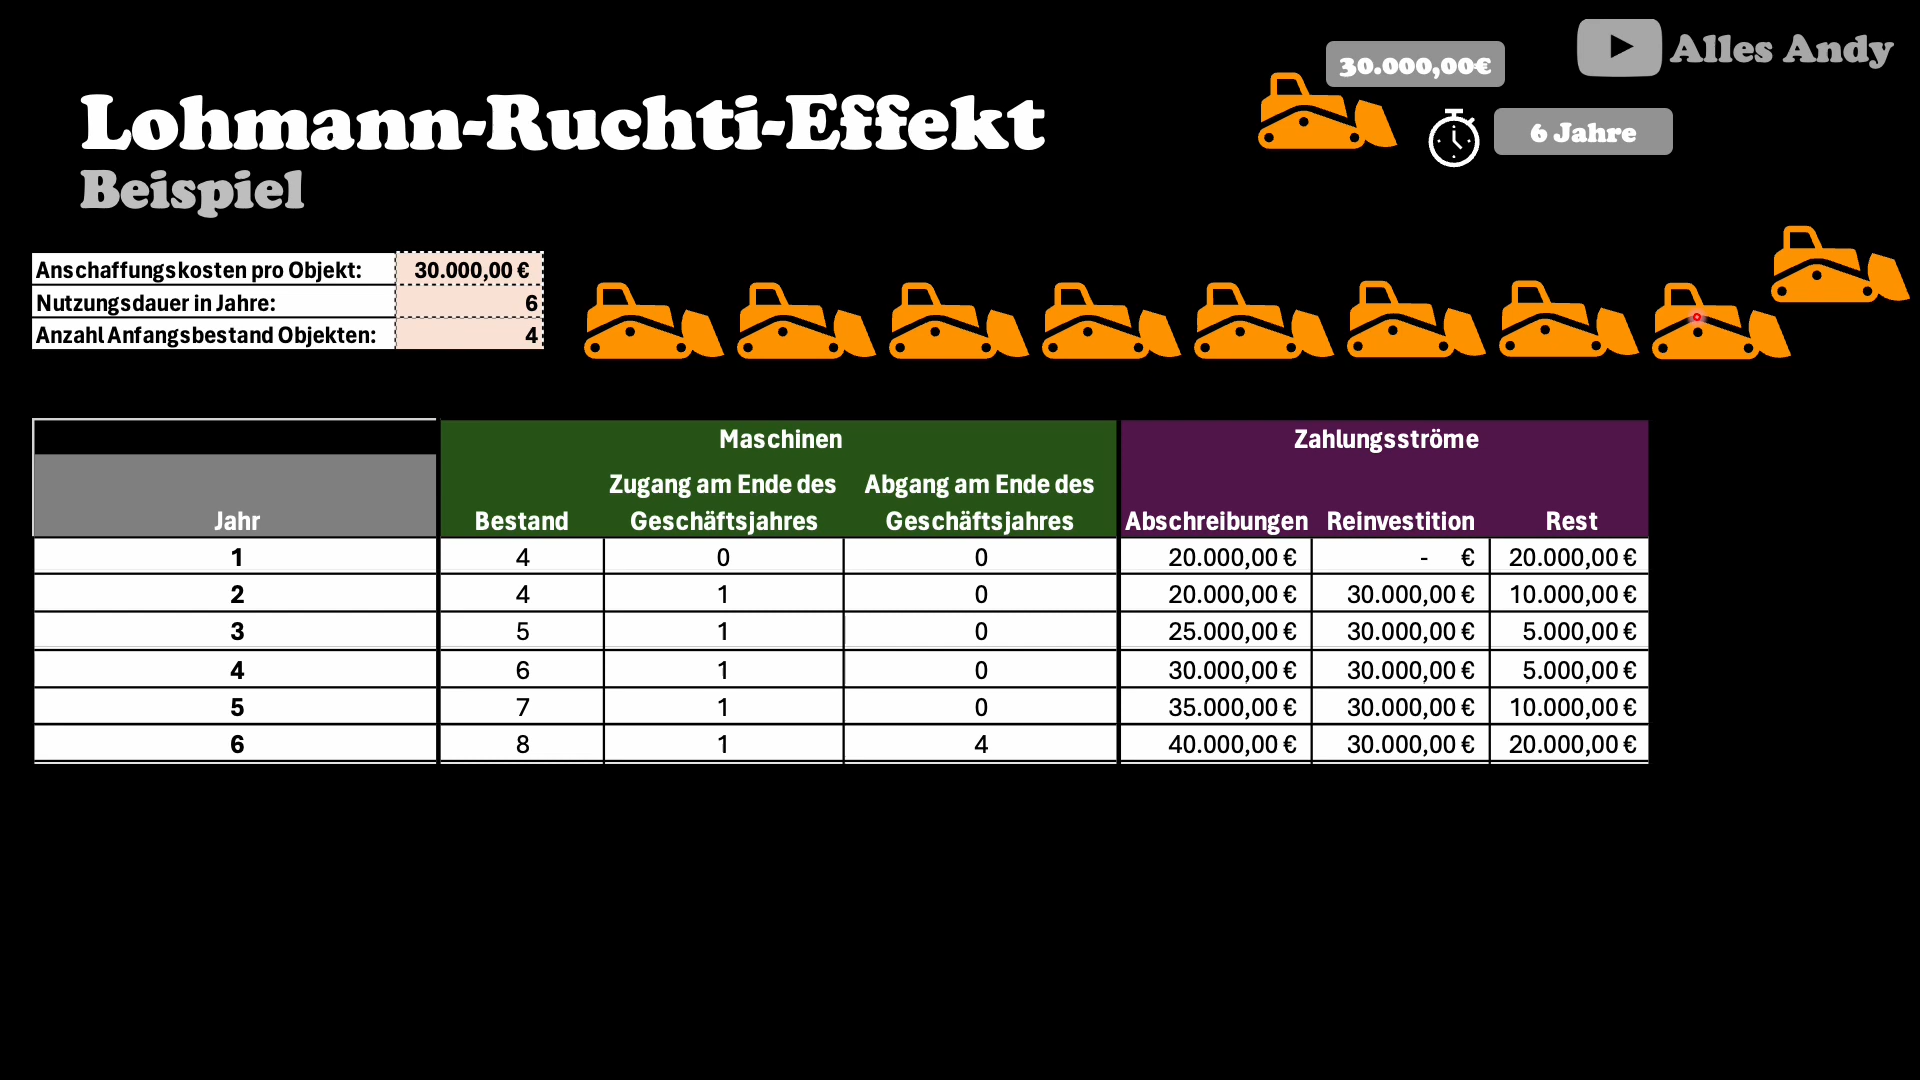 30.000,00€
Alles Andy
Lohmann-Ruchti-Effekt
6 Jahre
Beispiel
Anschaffungskosten pro Objekt: 30.000,00 €
Nutzungsdauer in Jahre: 6
Anzahl Anfangsbestand Objekten: 4
Maschinen Zahlungsströme
Zugang am Ende des Abgang am Ende des
Jahr Bestand Geschäftsjahres Geschäftsjahres Abschreibungen Reinvestition Rest
1 4 0 0 20.000,00 € - € 20.000,00 €
2 4 1 0 20.000,00 € 30.000,00 € 10.000,00 €
3 5 1 0 25.000,00 € 30.000,00 € 5.000,00 €
4 6 1 0 30.000,00 € 30.000,00 € 5.000,00 €
5 7 1 0 35.000,00 € 30.000,00 € 10.000,00 €
6 8 1 4 40.000,00 € 30.000,00 € 20.000,00 €